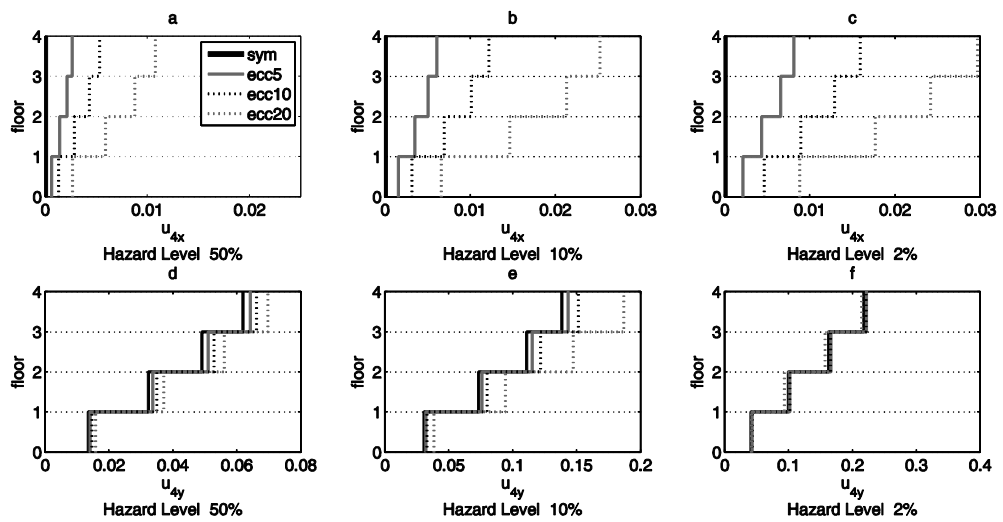 a
b
c
4
3
2
1
0
floor
sym
ecc5
ecc10
ecc20
0
0.01
0.02
u4x
Hazard Level 50%
4
3
2
1
0
floor
0
0.01
0.02
0.03
u4x
Hazard Level 10%
4
3
2
1
0
floor
0
0.01
0.02
0.03
u4x
Hazard Level 2%
d
e
f
4
3
2
1
0
floor
0
0.02
0.04
0.06
0.08
u4y
Hazard Level 50%
4
3
2
1
0
floor
0
0.05
0.1
0.15
0.2
u4y
Hazard Level 10%
4
3
2
1
0
floor
0
0.1
0.2
0.3
0.4
u4y
Hazard Level 2%